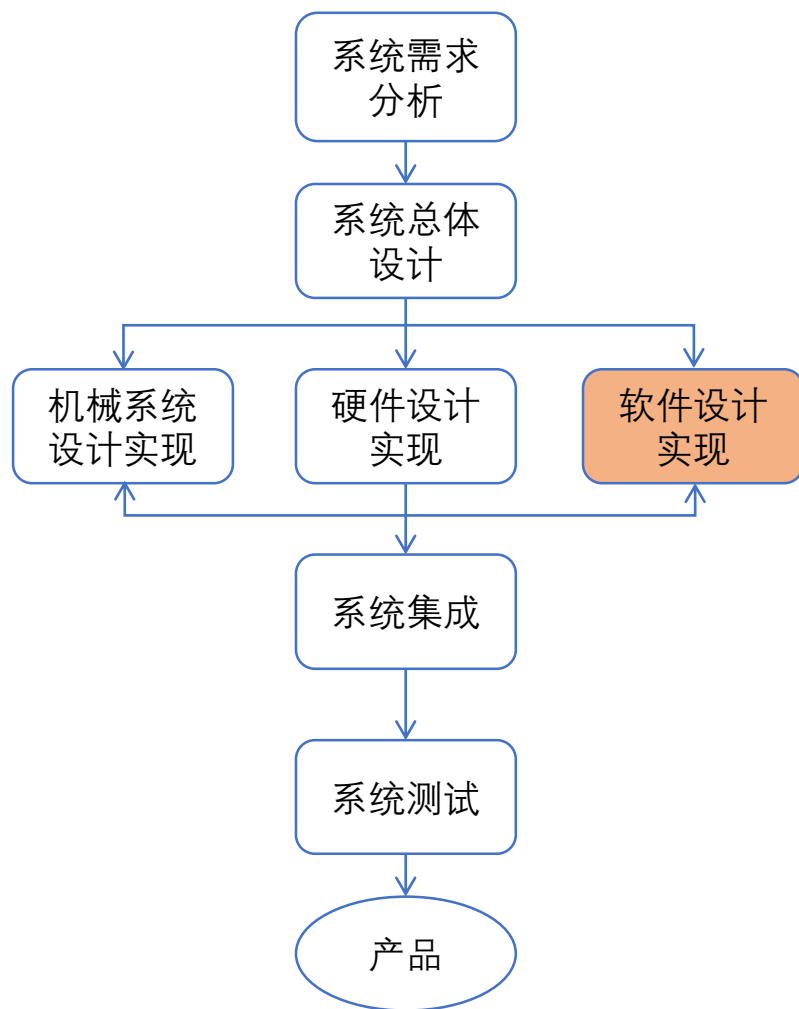 系统需求
分析
系统总体
设计
机械系统
设计实现
硬件设计
实现
软件设计
实现
系统集成
系统测试
产品